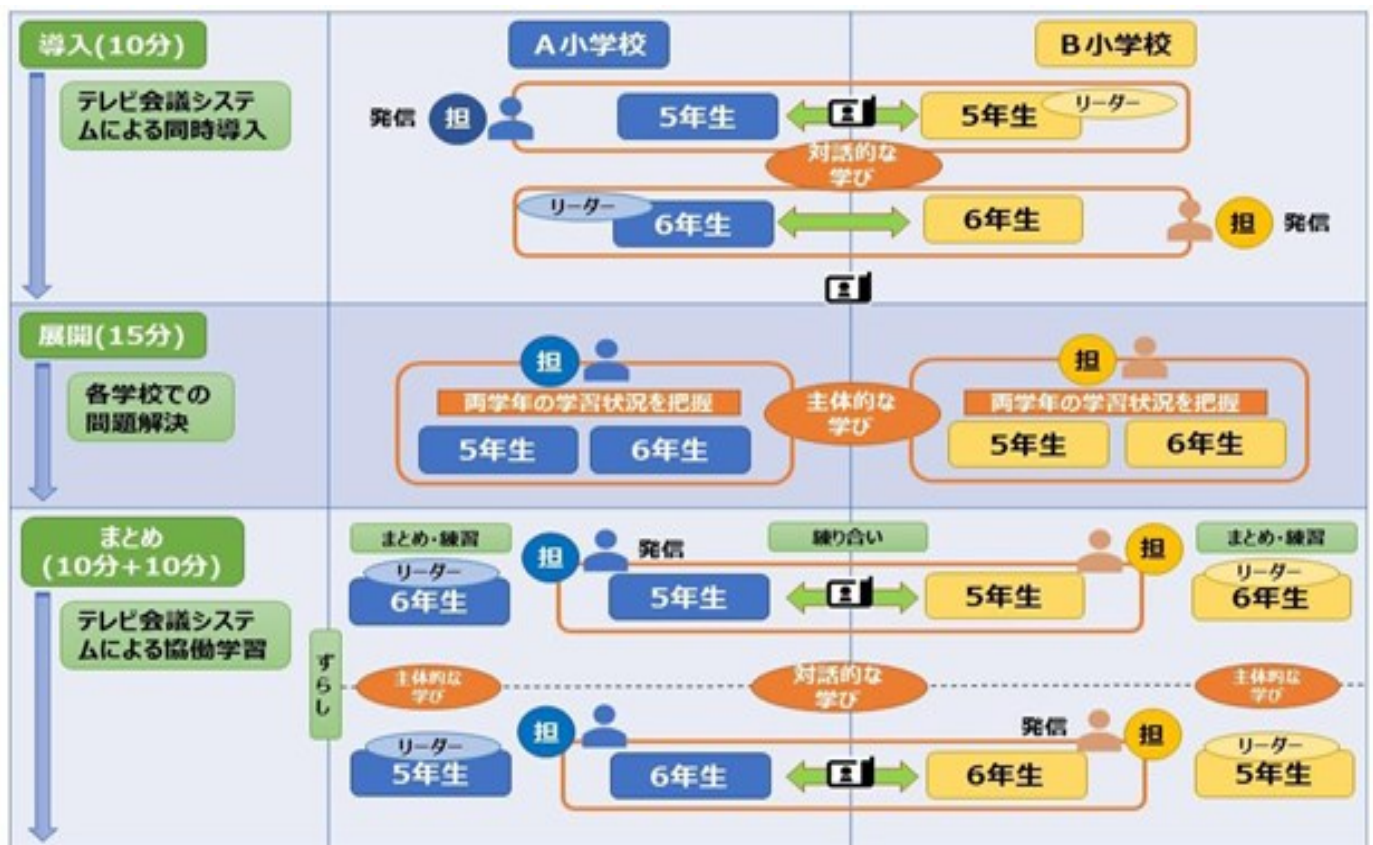 導入(10分)
A小学校
B小学校
テレビ会議システ
ムによる同時導入
発信
担
5年生
5年生
リーダー
対話的な
学び
リーダー
6年生
6年生
担
発信
展開(15分)
各学校での
問題解決
担
両学年の学習状況を把握
5年生
6年生
主体的な
学び
担
両学年の学習状況を把握
5年生
6年生
まとめ
(10分+10分)
テレビ会議システ
ムによる協働学習
ずらし
まとめ・練習
リーダー
6年生
担
発信
練り合い
5年生
5年生
担
まとめ・練習
リーダー
6年生
主体的な
学び
対話的な
学び
主体的な
学び
リーダー
5年生
担
6年生
6年生
発信
担
リーダー
5年生